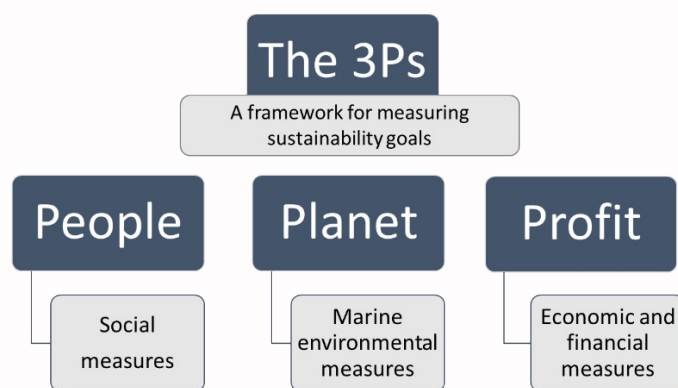 The 3Ps
A framework for measuring
sustainability goals
People
Planet
Profit
Social
measures
Marine
environmental
measures
Economic and
financial
measures